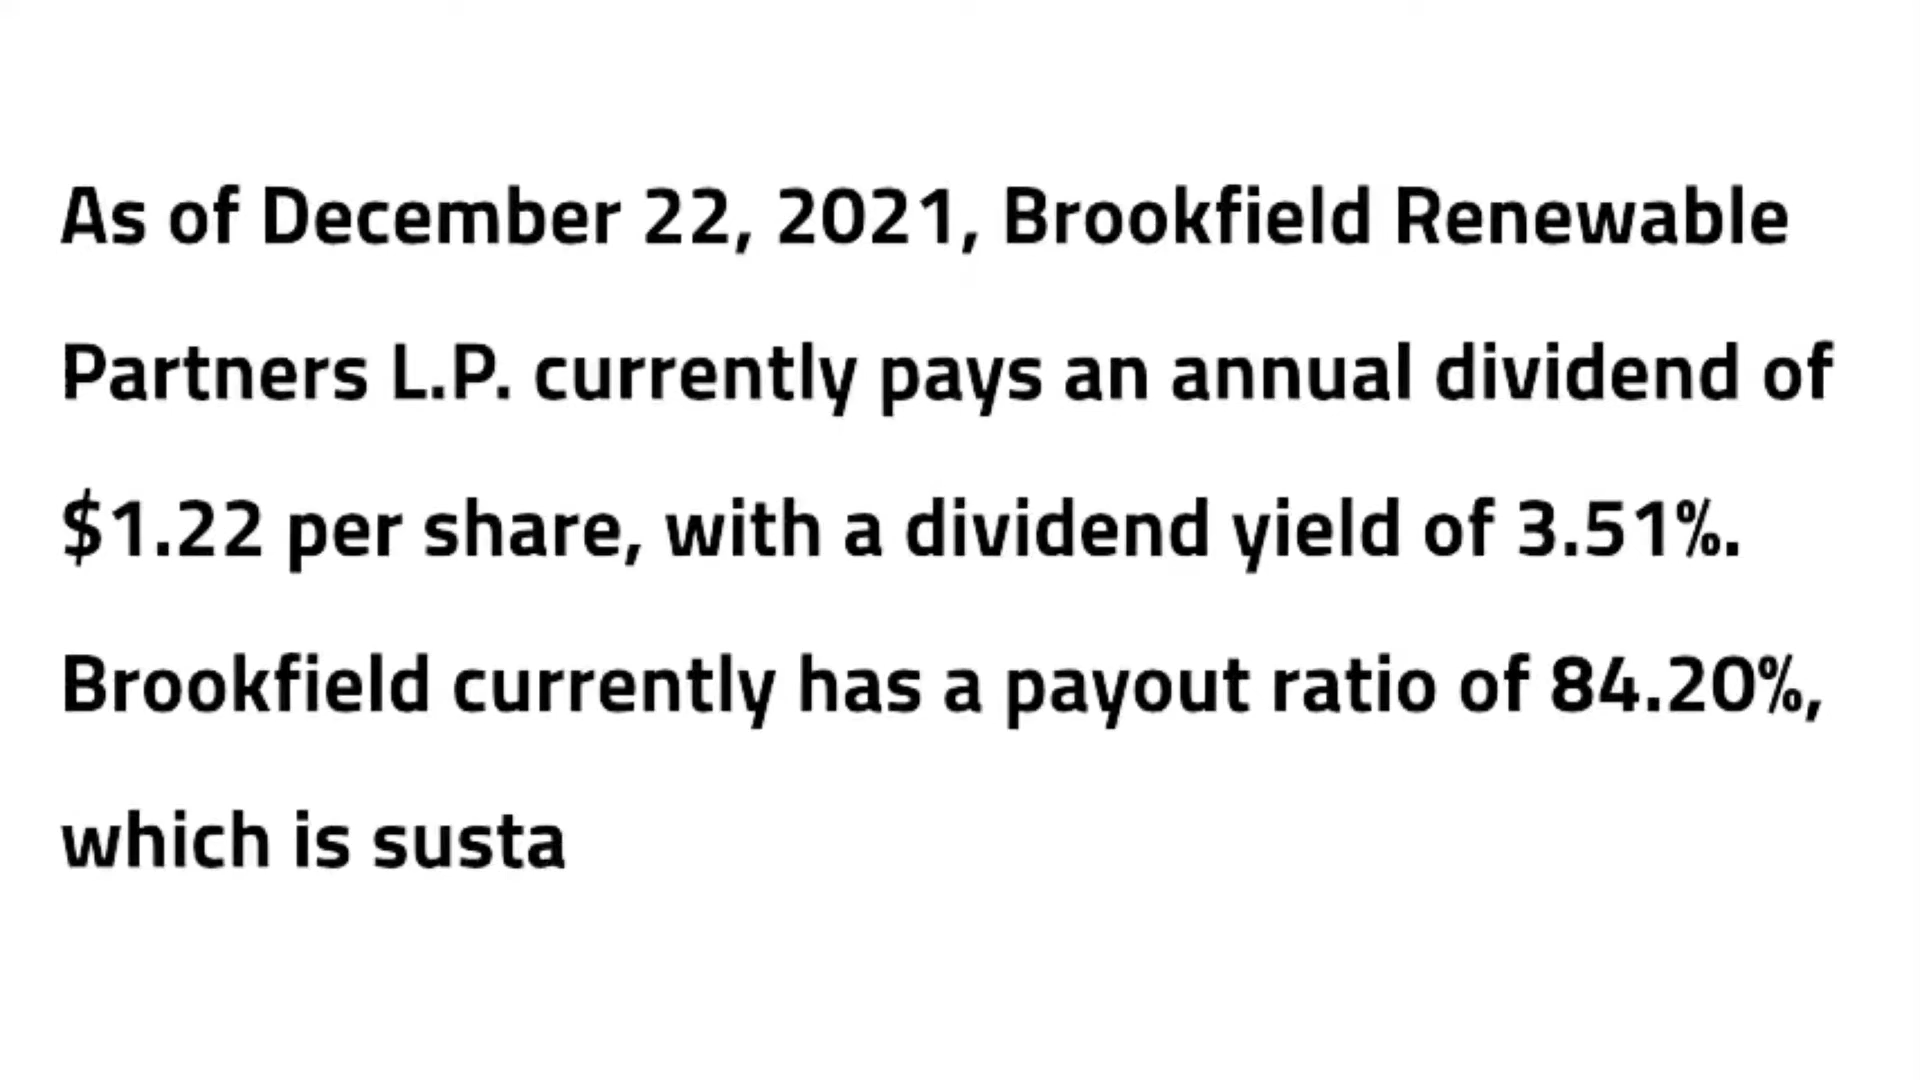 As of December 22, 2021, Brookfield Renewable
Partners L.P. currently pays an annual dividend of
$1.22 per share, with a dividend yield of 3.51%.
Brookfield currently has a payout ratio of 84.20%,
which is susta